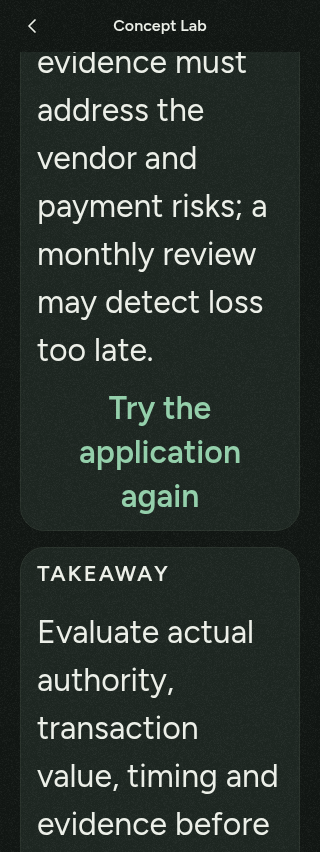 Concept Lab
evidence must
address the
vendor and
payment risks; a
monthly review
may detect loss
too late.
Try the
application
again
TAKEAWAY
Evaluate actual
authority,
transaction
value, timing and
evidence before